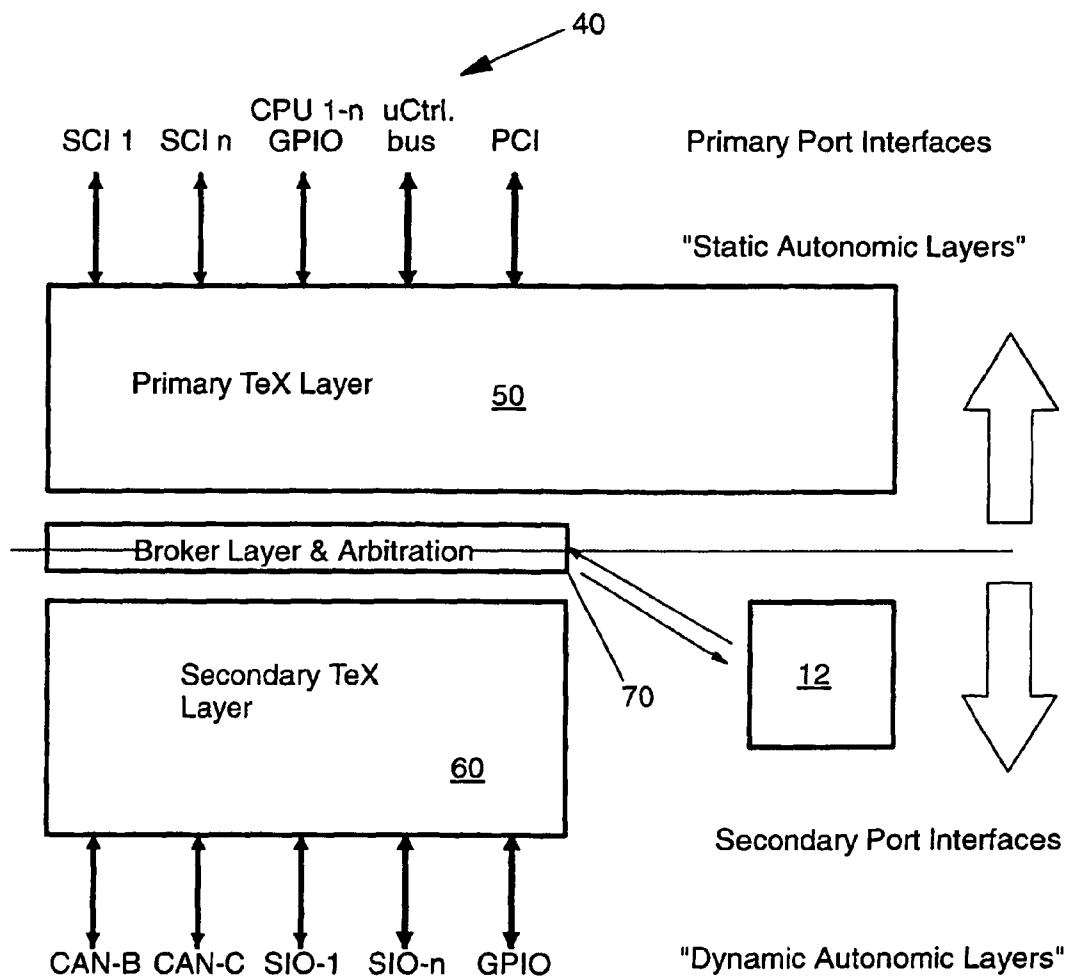 40
CPU 1-n uCtrl.
SCI 1 SCI n GPIO bus PCI Primary Port Interfaces
"Static Autonomic Layers"
Primary TeX Layer 50
Broker Layer & Arbitration
Secondary TeX
Layer
12
70
60
Secondary Port Interfaces
CAN-B CAN-C SIO-1 SIO-n GPIO "Dynamic Autonomic Layers"